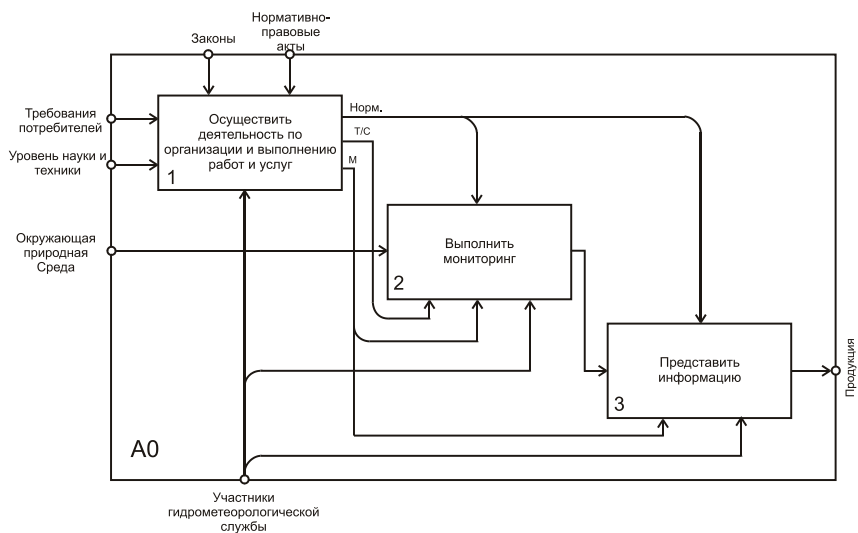 Законы
Нормативно-
правовые
акты
Требования
потребителей
Уровень науки и
техники
Осуществить
деятельность по
организации и выполнению
работ и услуг
1
Норм.
Т/С
М
Окружающая
природная
Среда
Выполнить
мониторинг
2
Представить
информацию
3
Продукция
А0
Участники
гидрометеорологической
службы